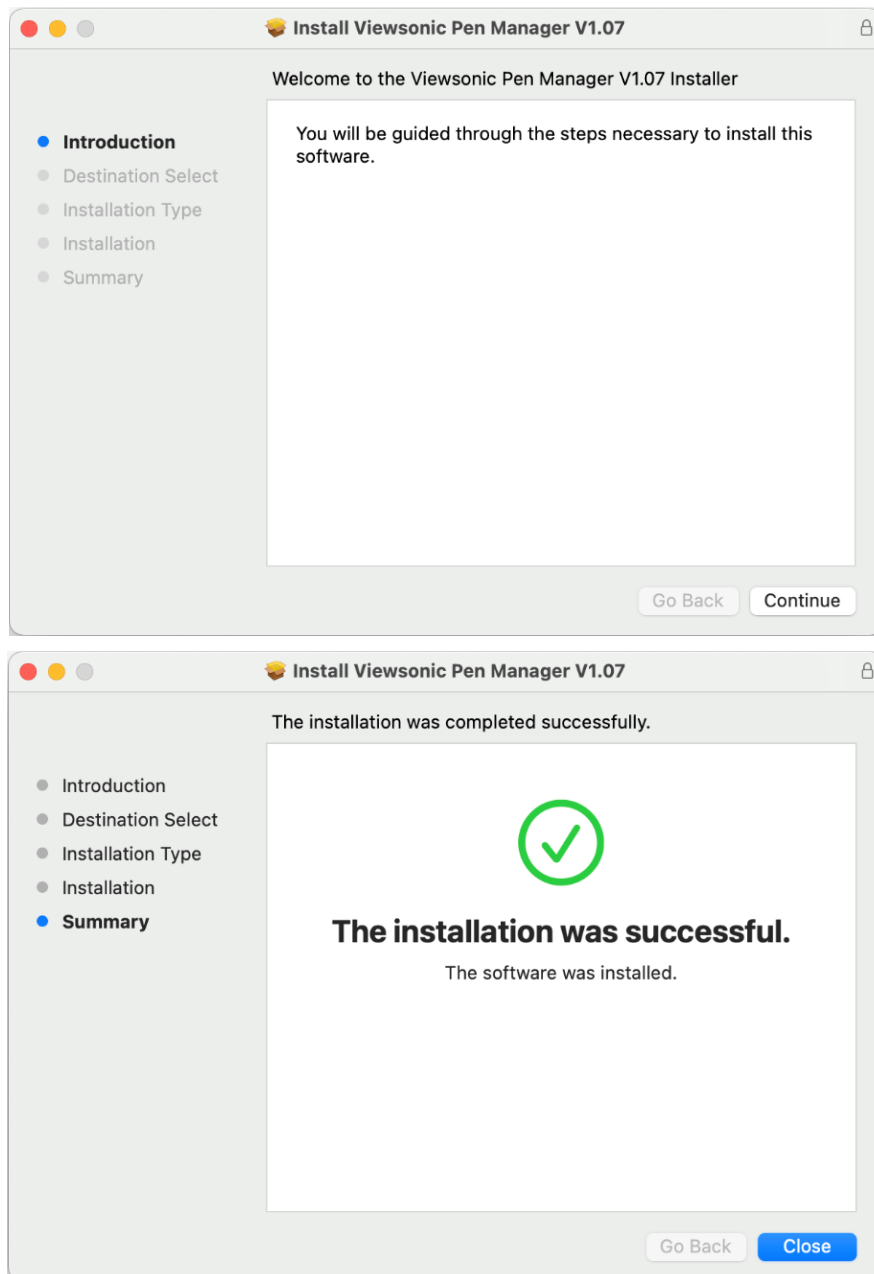 Install Viewsonic Pen Manager V1.07
Welcome to the Viewsonic Pen Manager V1.07 Installer
Introduction
Destination Select
Installation Type
Installation
Summary
You will be guided through the steps necessary to install this
software.
Go Back
Continue
Install Viewsonic Pen Manager V1.07
The installation was completed successfully.
Introduction
Destination Select
Installation Type
Installation
Summary
The installation was successful.
The software was installed.
Go Back
Close